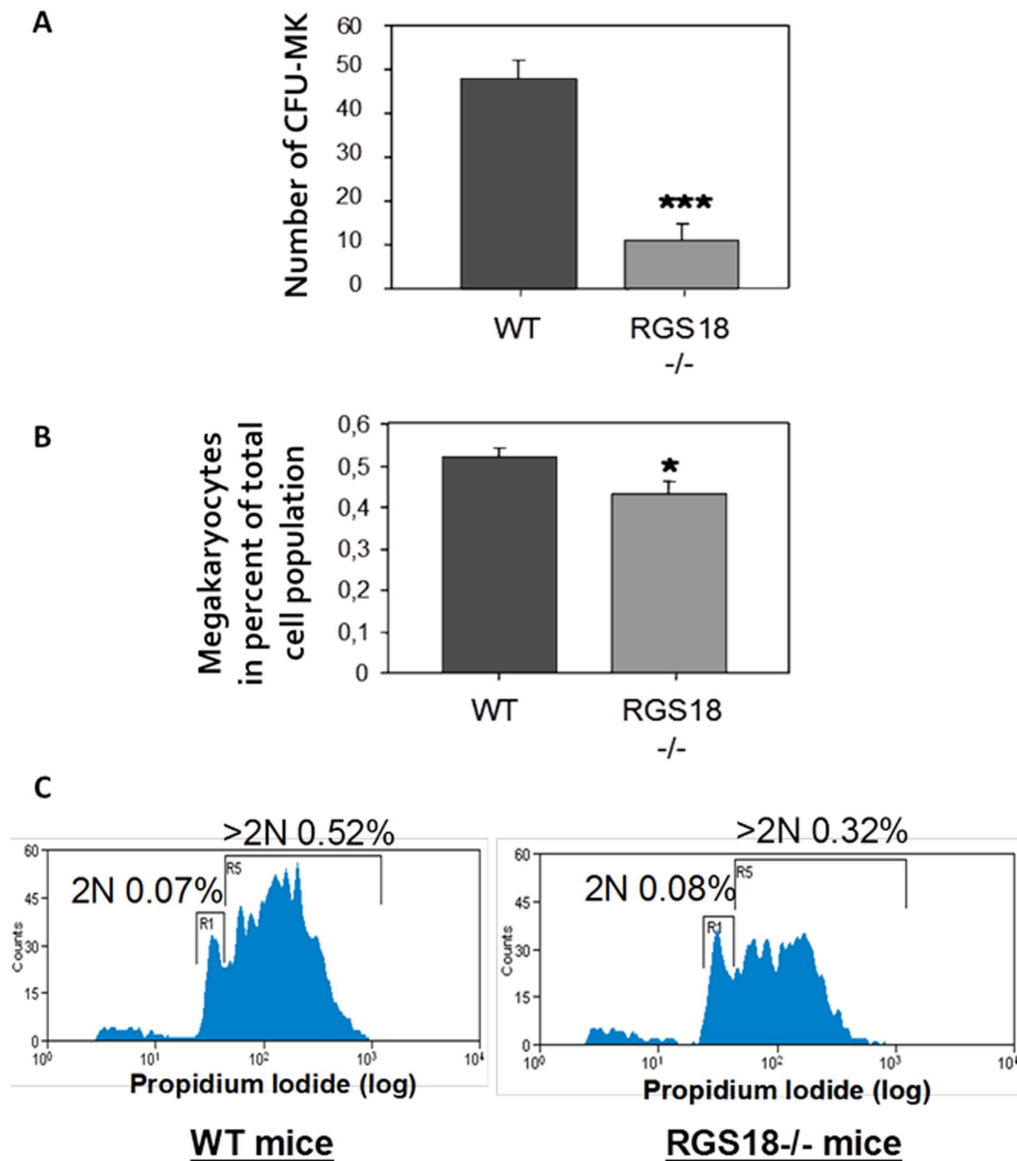 A
Number of CFU-MK
60
50
40
30
20
10
0
***
WT
RGS18
-/-
B
Megakaryocytes
in percent of total
cell population
0,6
0,5
0,4
0,3
0,2
0,1
0
*
WT
RGS18
-/-
C
>2N 0.52%
2N 0.07%
R5
R1
Counts
60
45
30
15
0
10⁰ 10¹ 10² 10³ 10⁴
Propidium Iodide (log)
WT mice
>2N 0.32%
2N 0.08%
R5
R1
Counts
60
45
30
15
0
10⁰ 10¹ 10² 10³ 10⁴
Propidium Iodide (log)
RGS18-/- mice